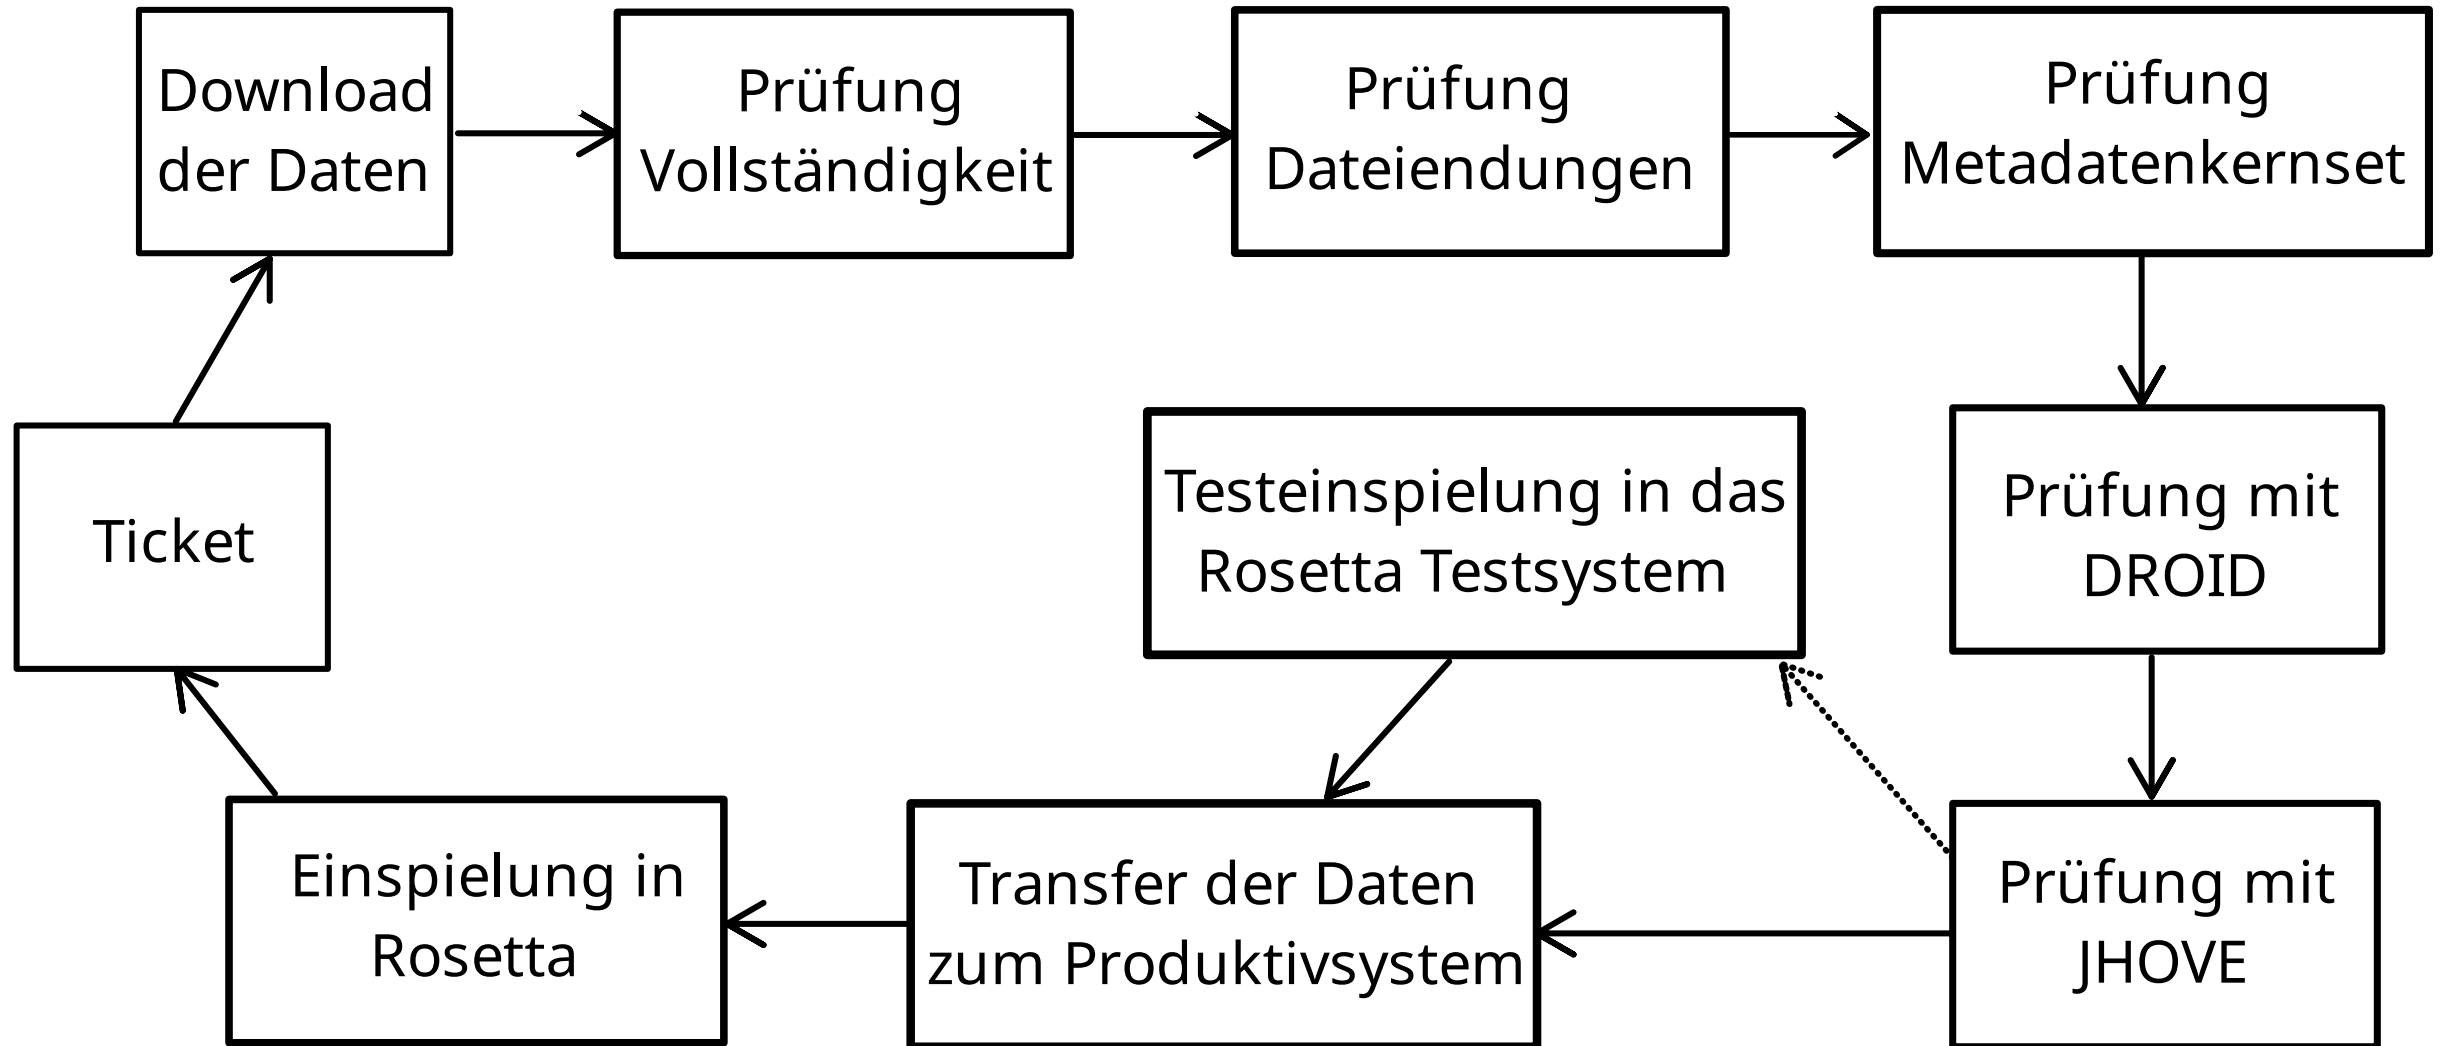 Download
der Daten
Prüfung
Vollständigkeit
Prüfung
Dateiendungen
Prüfung
Metadatenkernset
Ticket
Testeinspielung in das
Rosetta Testsystem
Prüfung mit
DROID
Einspielung in
Rosetta
Transfer der Daten
zum Produktivsystem
Prüfung mit
JHOVE